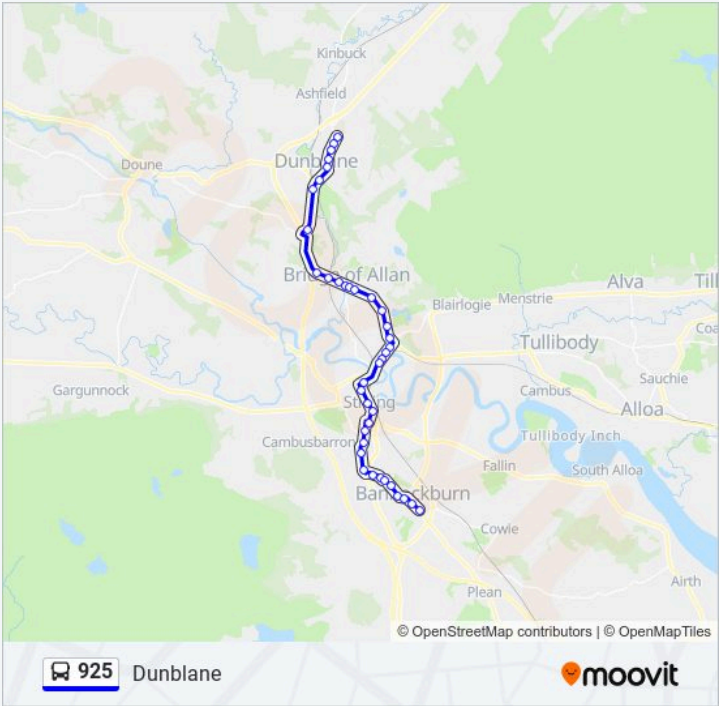 Kinbuck
Ashfield
Dunblane
Doune
Bridge of Allan
Alva
Till
Blairlogie
Menstrie
Coa
Tullibody
Sauchie
Gargunnock
Cambus
Stirling
Alloa
Cambusbarron
Tullibody Inch
Fallin
South Alloa
Bannockburn
Cowie
Airth
Plean
© OpenStreetMap contributors | © OpenMapTiles
925 Dunblane
moovit